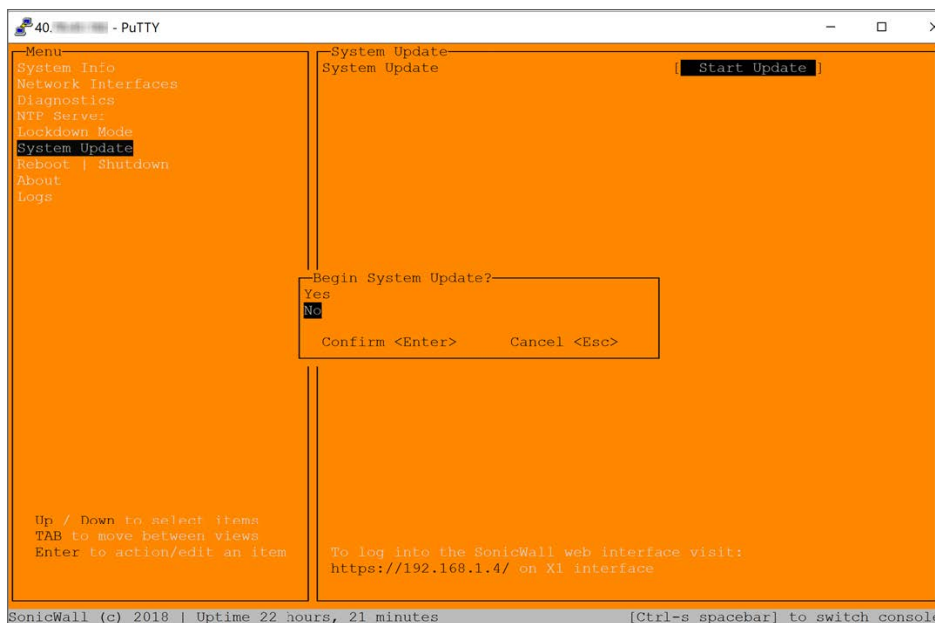 40. - PuTTY
Menu
System Info
Network Interfaces
Diagnostics
NTP Server
Lockdown Mode
System Update
Reboot | Shutdown
About
Logs
System Update
System Update [ Start Update ]
Begin System Update?
Yes
No
Confirm <Enter> Cancel <Esc>
Up / Down to select items
TAB to move between views
Enter to action/edit an item
To log into the SonicWall web interface visit:
https://192.168.1.4/ on X1 interface
SonicWall (c) 2018 | Uptime 22 hours, 21 minutes [Ctrl-s spacebar] to switch console